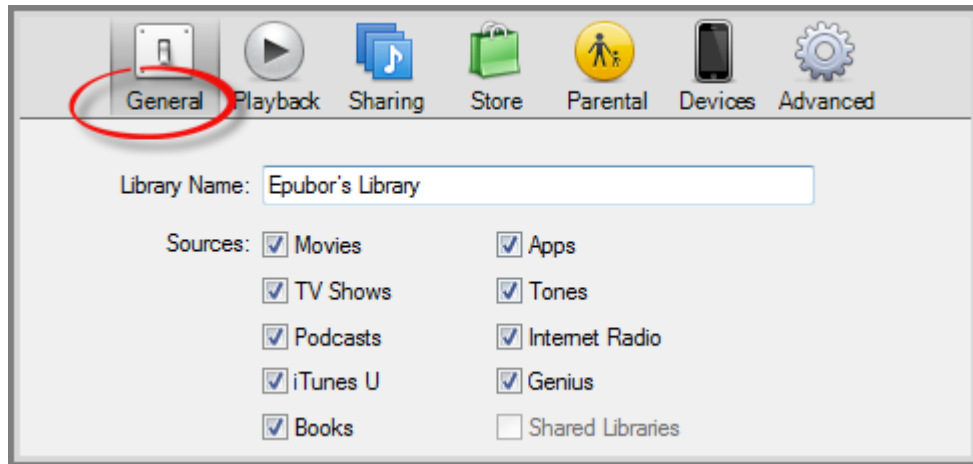 General Playback Sharing Store Parental Devices Advanced
Library Name: Epubor's Library
Sources: Movies Apps
TV Shows Tones
Podcasts Internet Radio
iTunes U Genius
Books Shared Libraries